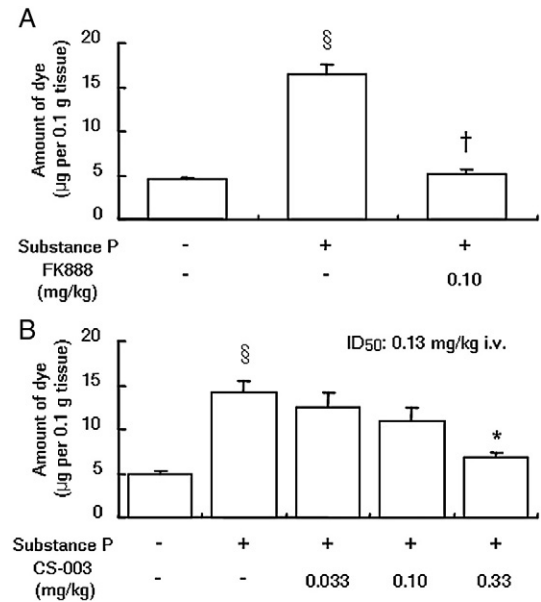 A
§
†
20
15
10
5
0
Amount of dye
(μg per 0.1 g tissue)
Substance P - + +
FK888 - - 0.10
(mg/kg)
B
ID50: 0.13 mg/kg i.v.
§
*
20
15
10
5
0
Amount of dye
(μg per 0.1 g tissue)
Substance P - + + + +
CS-003 - - 0.033 0.10 0.33
(mg/kg)